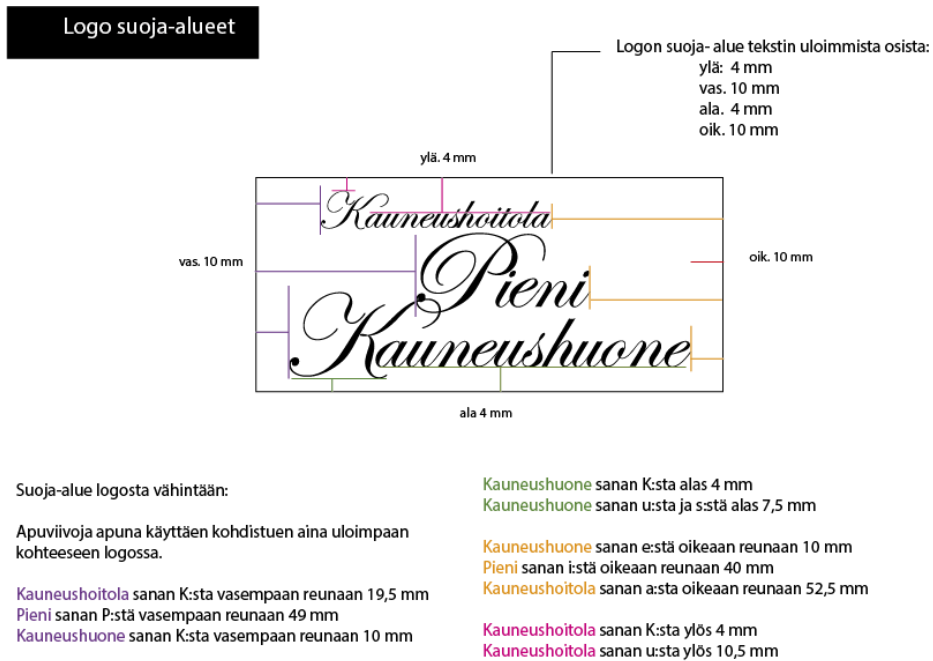 Logo suoja-alueet
Logon suoja- alue tekstin uloimmista osista:
ylä: 4 mm
vas. 10 mm
ala. 4 mm
oik. 10 mm
ylä. 4 mm
Kauneushoitola
vas. 10 mm
Pieni
oik. 10 mm
Kauneushuone
ala 4 mm
Suoja-alue logosta vähintään:
Apuviivoja apuna käyttäen kohdistuen aina uloimpaan
kohteeseen logossa.
Kauneushoitola sanan K:sta vasempaan reunaan 19,5 mm
Pieni sanan P:stä vasempaan reunaan 49 mm
Kauneushuone sanan K:sta vasempaan reunaan 10 mm
Kauneushuone sanan K:sta alas 4 mm
Kauneushuone sanan u:sta ja s:stä alas 7,5 mm
Kauneushuone sanan e:stä oikeaan reunaan 10 mm
Pieni sanan i:stä oikeaan reunaan 40 mm
Kauneushoitola sanan a:sta oikeaan reunaan 52,5 mm
Kauneushoitola sanan K:sta ylös 4 mm
Kauneushoitola sanan u:sta ylös 10,5 mm